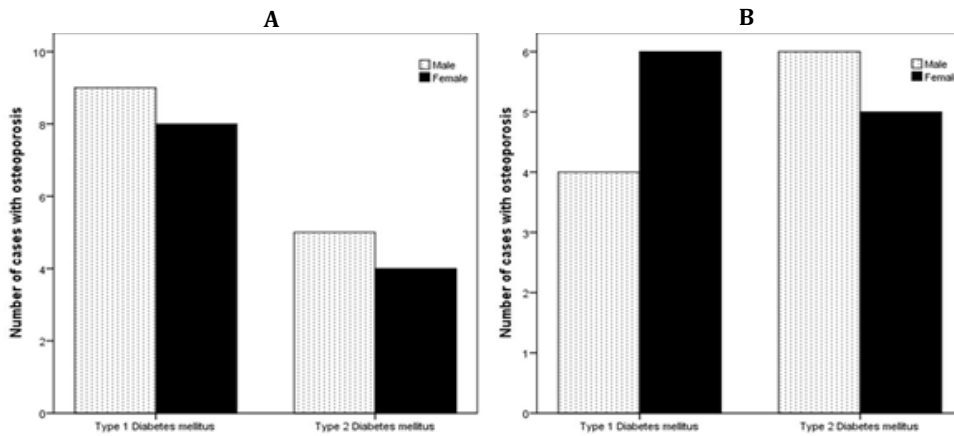 A
Number of cases with osteoporosis
10
8
6
4
2
0
Male
Female
Type 1 Diabetes mellitus
Type 2 Diabetes mellitus
B
Number of cases with osteoporosis
6
5
4
3
2
1
0
Male
Female
Type 1 Diabetes mellitus
Type 2 Diabetes mellitus